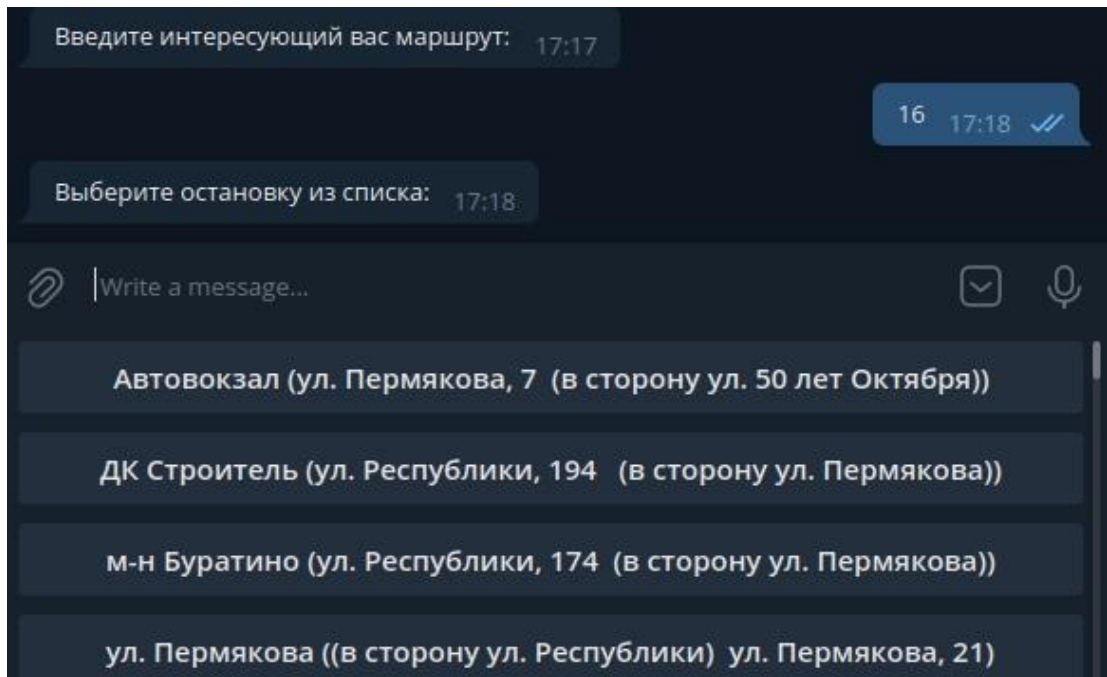 Введите интересующий вас маршрут: 17:17
16 17:18
Выберите остановку из списка: 17:18
Write a message...
Автовокзал (ул. Пермякова, 7 (в сторону ул. 50 лет Октября))
ДК Строитель (ул. Республики, 194 (в сторону ул. Пермякова))
м-н Буратино (ул. Республики, 174 (в сторону ул. Пермякова))
ул. Пермякова ((в сторону ул. Республики) ул. Пермякова, 21)